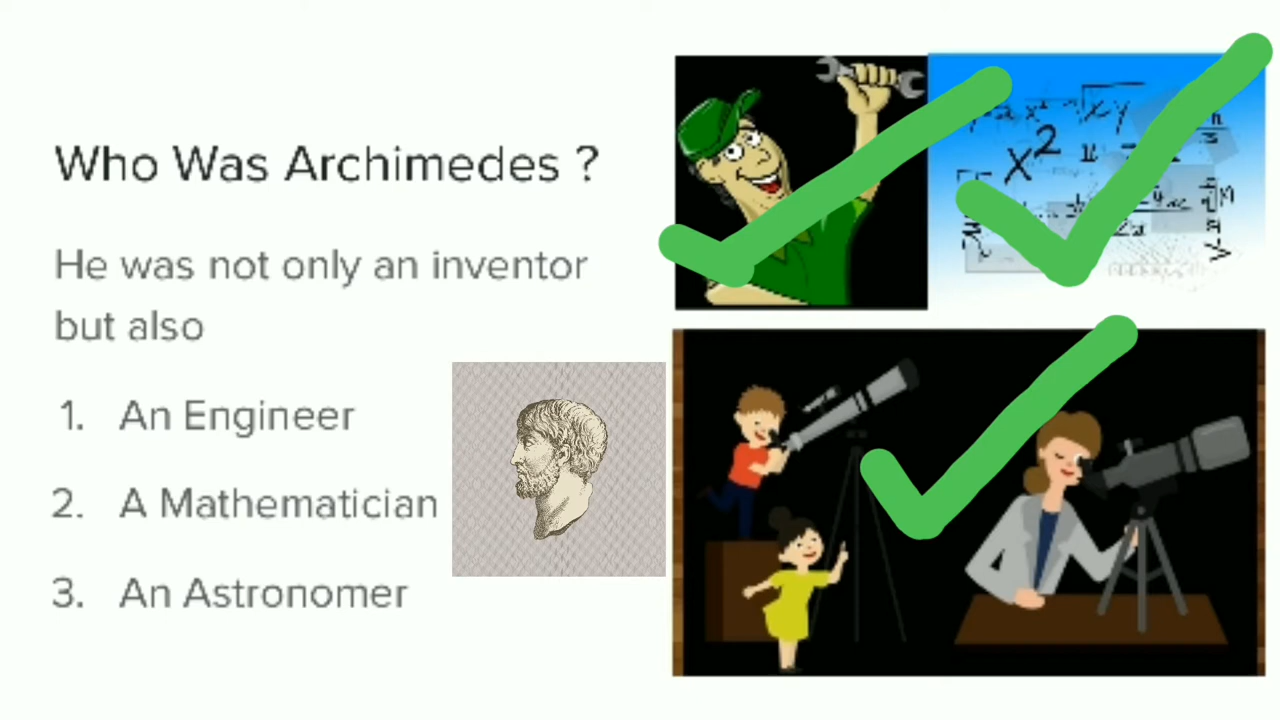 Who Was Archimedes ?
He was not only an inventor
but also
1. An Engineer
2. A Mathematician
3. An Astronomer
x²